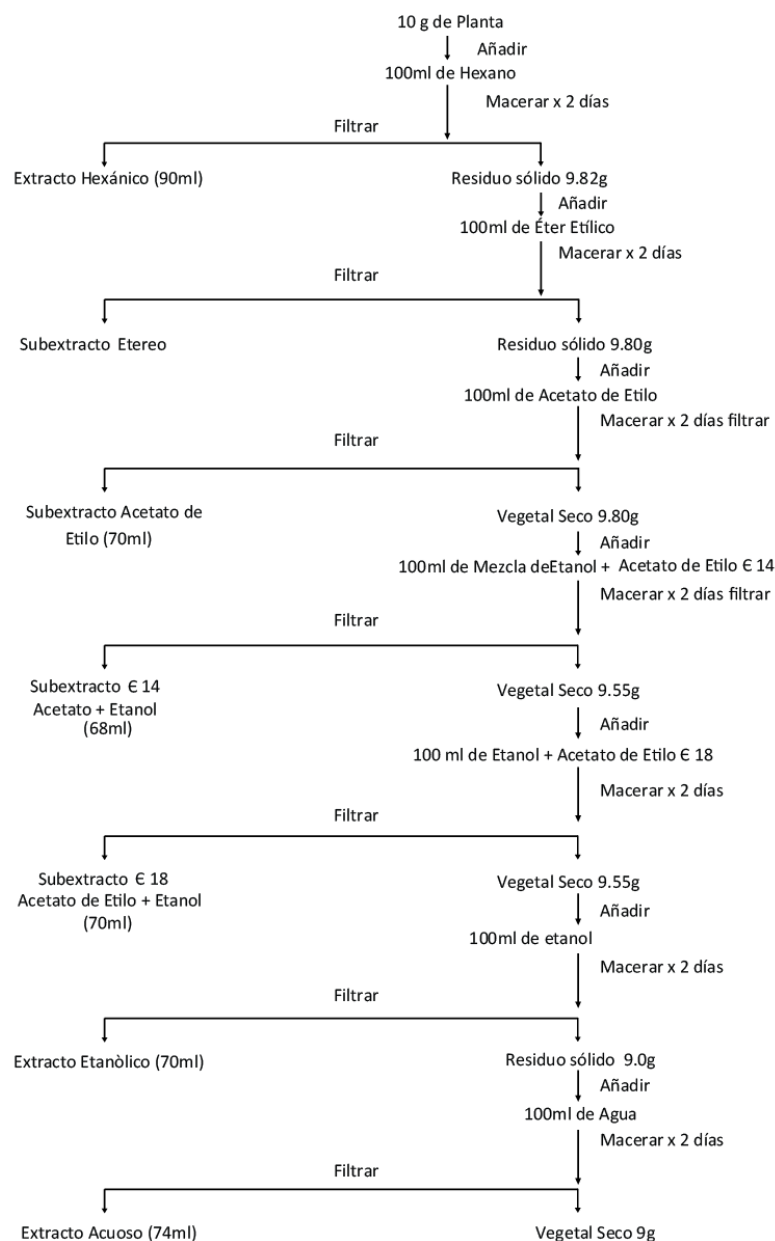 10 g de Planta
Añadir
100ml de Hexano
Macerar x 2 días
Filtrar
Extracto Hexánico (90ml)
Residuo sólido 9.82g
Añadir
100ml de Éter Etílico
Macerar x 2 días
Filtrar
Subextracto Etereo
Residuo sólido 9.80g
Añadir
100ml de Acetato de Etilo
Macerar x 2 días filtrar
Filtrar
Subextracto Acetato de
Etilo (70ml)
Vegetal Seco 9.80g
Añadir
100ml de Mezcla deEtanol + Acetato de Etilo Є 14
Macerar x 2 días filtrar
Filtrar
Subextracto Є 14
Acetato + Etanol
(68ml)
Vegetal Seco 9.55g
Añadir
100 ml de Etanol + Acetato de Etilo Є 18
Macerar x 2 días
Filtrar
Subextracto Є 18
Acetato de Etilo + Etanol
(70ml)
Vegetal Seco 9.55g
Añadir
100ml de etanol
Macerar x 2 días
Filtrar
Extracto Etanòlico (70ml)
Residuo sólido 9.0g
Añadir
100ml de Agua
Macerar x 2 días
Filtrar
Extracto Acuoso (74ml)
Vegetal Seco 9g